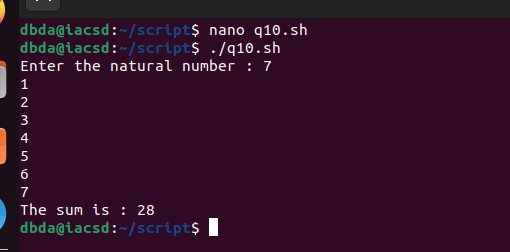 dbda@iacsd:~/script$ nano q10.sh
dbda@iacsd:~/script$ ./q10.sh
Enter the natural number : 7
1
2
3
4
5
6
7
The sum is : 28
dbda@iacsd:~/script$